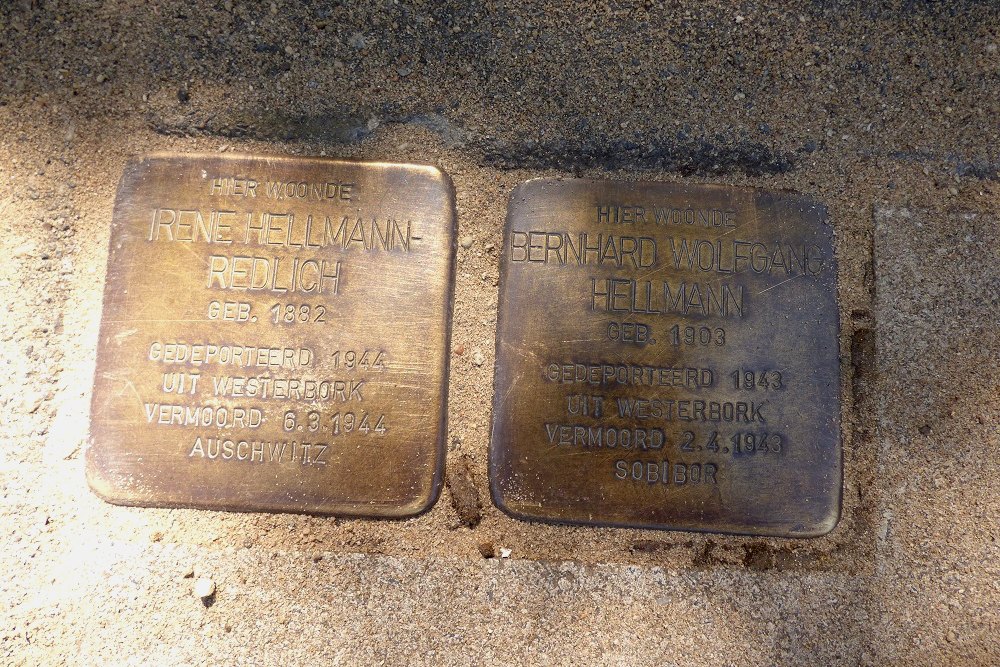 HIER WOONDE
IRENE HELLMANN-
REDLICH
GEB. 1882
GEDEPORTEERD 1944
UIT WESTERBORK
VERMOORD 6.3.1944
AUSCHWITZ
HIER WOONDE
BERNHARD WOLFGANG
HELLMANN
GEB. 1903
GEDEPORTEERD 1943
UIT WESTERBORK
VERMOORD 2.4.1943
SOBIBOR